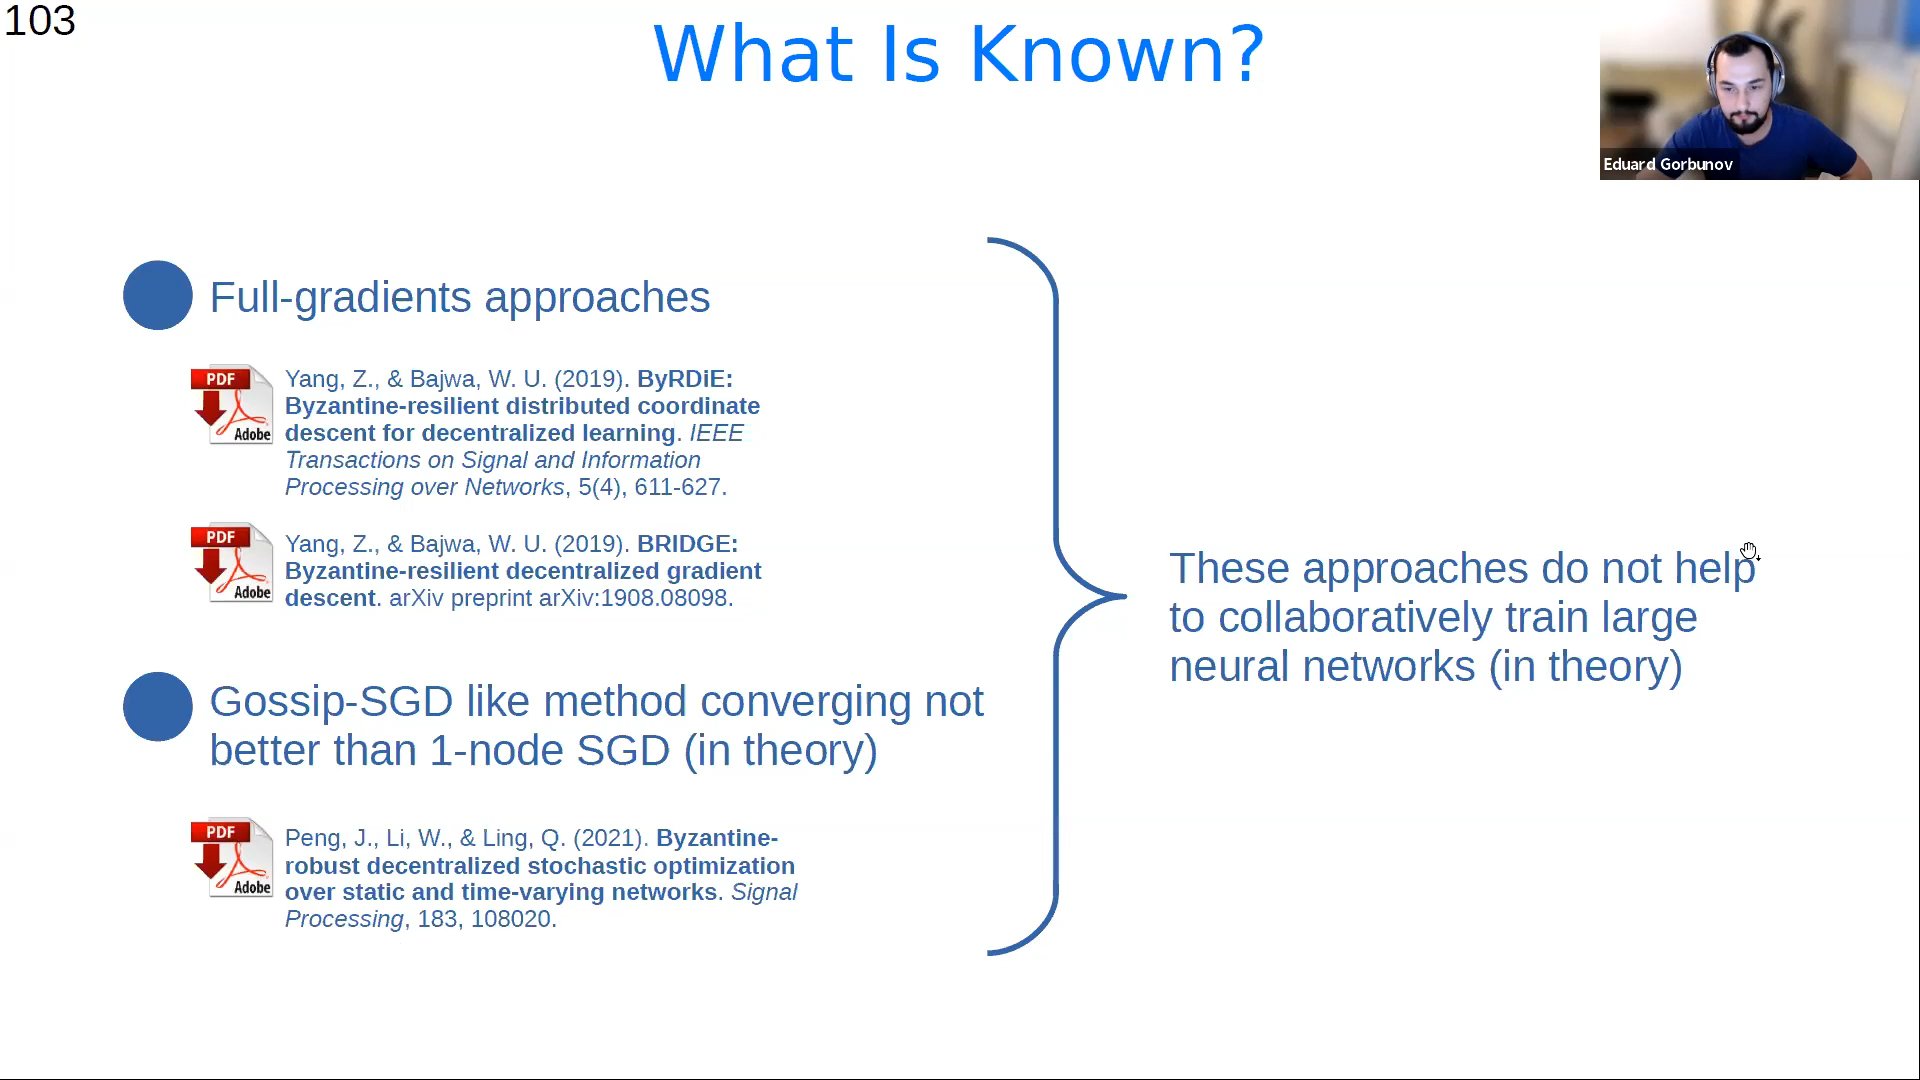 103
What Is Known?
Eduard Gorbunov
Full-gradients approaches
PDF
Adobe
Yang, Z., & Bajwa, W. U. (2019). ByRDiE:
Byzantine-resilient distributed coordinate
descent for decentralized learning. IEEE
Transactions on Signal and Information
Processing over Networks, 5(4), 611-627.
PDF
Adobe
Yang, Z., & Bajwa, W. U. (2019). BRIDGE:
Byzantine-resilient decentralized gradient
descent. arXiv preprint arXiv:1908.08098.
Gossip-SGD like method converging not
better than 1-node SGD (in theory)
PDF
Adobe
Peng, J., Li, W., & Ling, Q. (2021). Byzantine-
robust decentralized stochastic optimization
over static and time-varying networks. Signal
Processing, 183, 108020.
These approaches do not help
to collaboratively train large
neural networks (in theory)